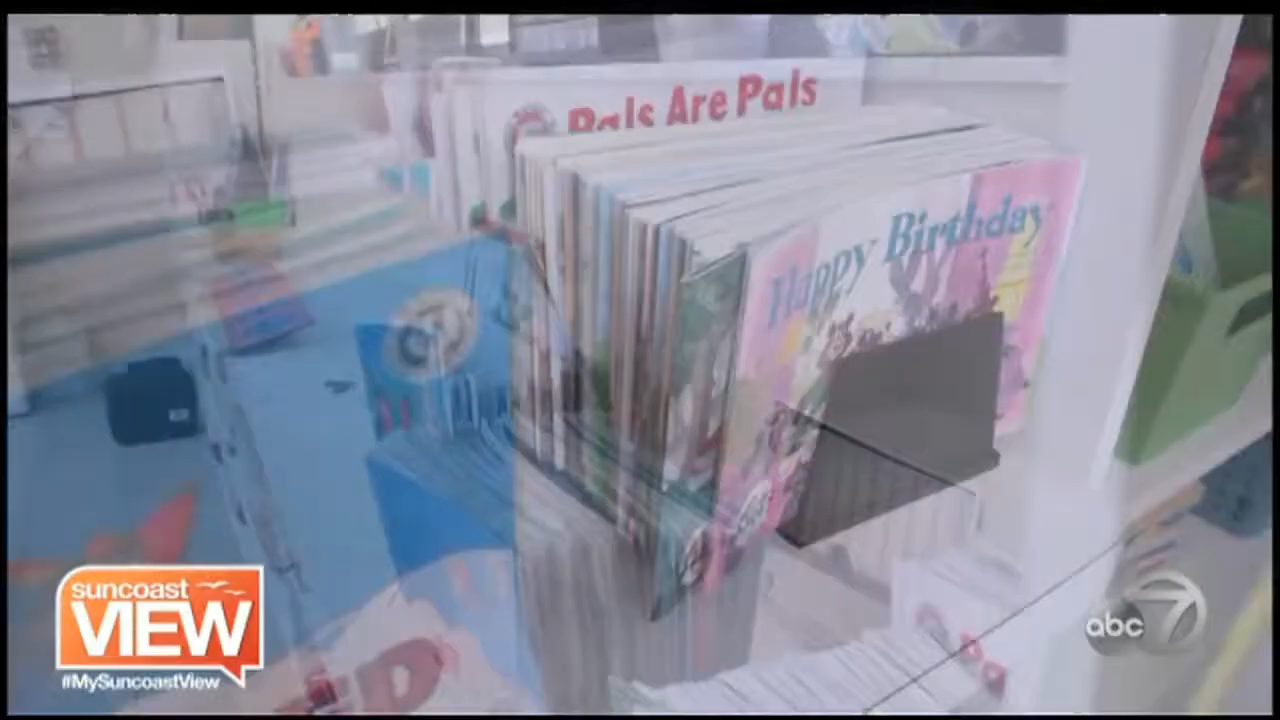 Pals Are Pals
Happy Birthday
suncoast
VIEW
#MySuncoastView
abc 7